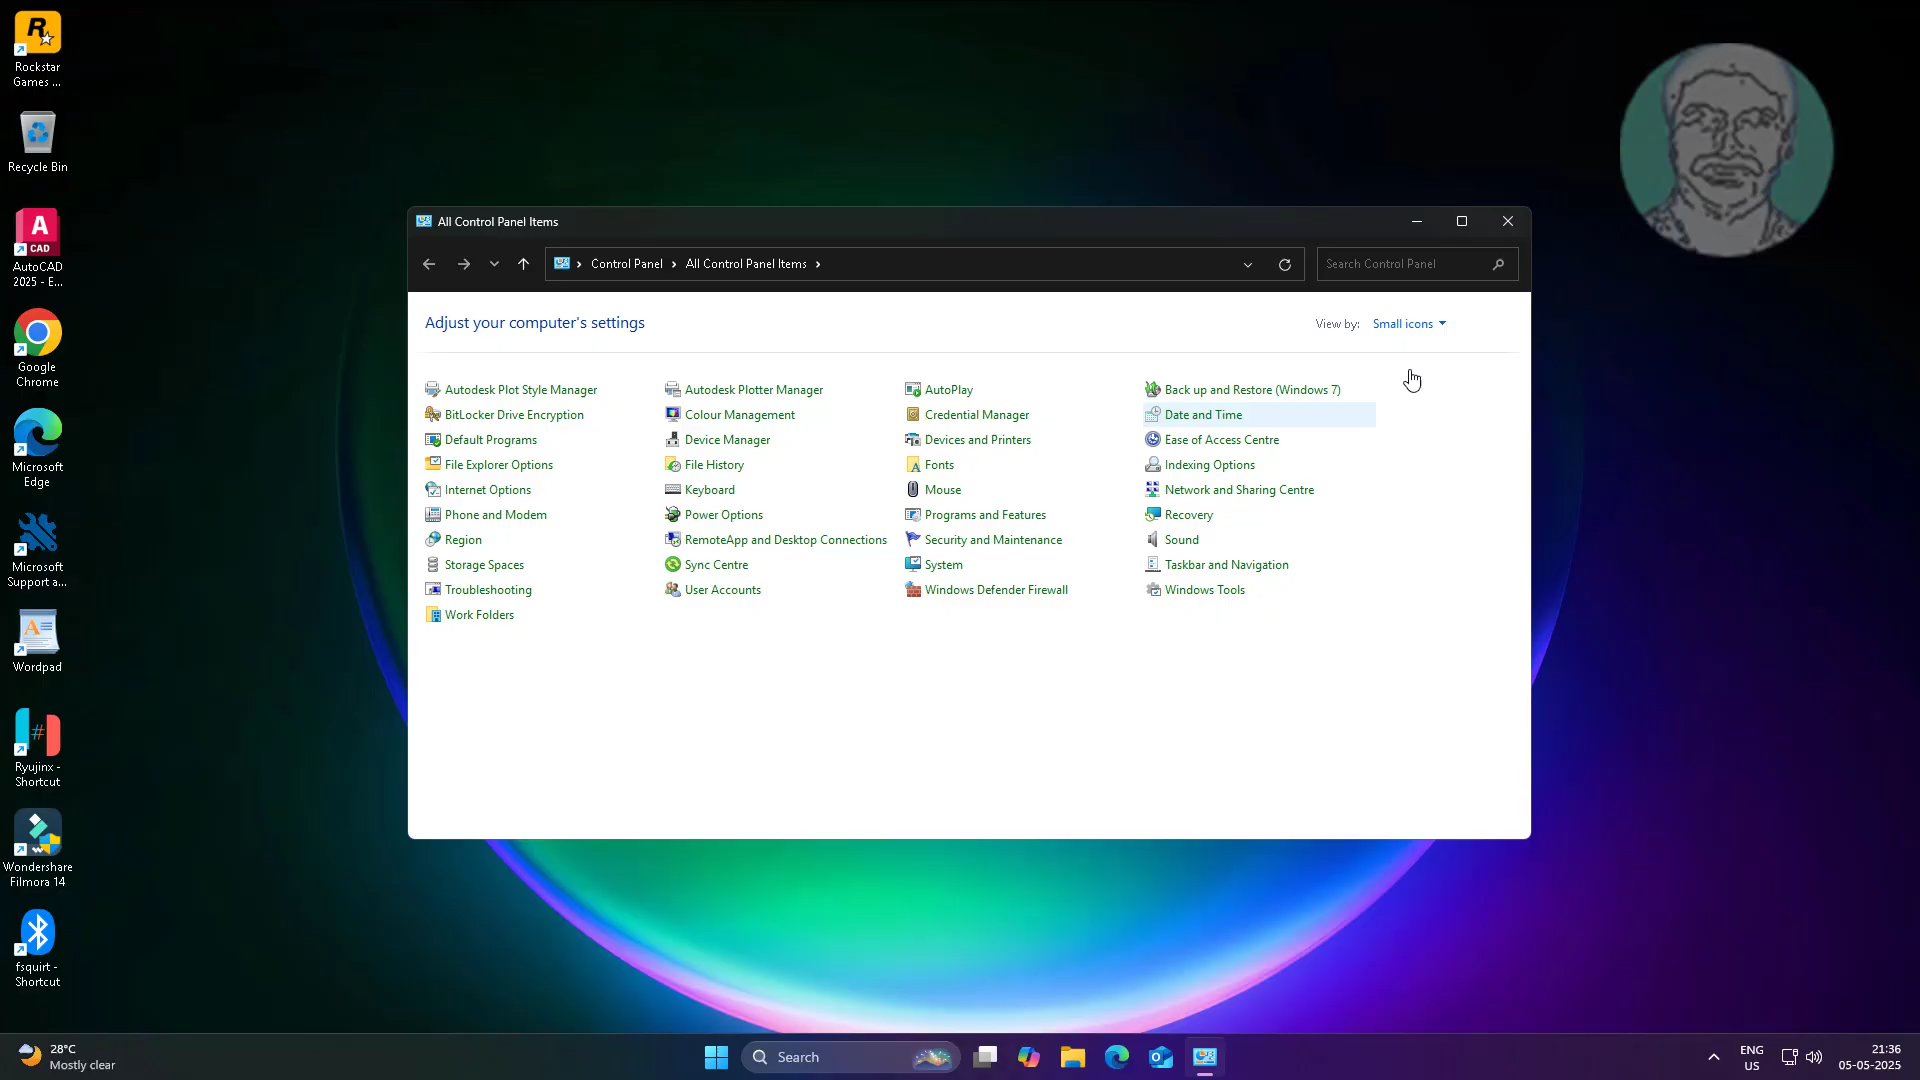 Rockstar
Games ...
Recycle Bin
A
CAD
AutoCAD
2025 - E...
Google
Chrome
Microsoft
Edge
Microsoft
Support a...
Wordpad
Ryujinx -
Shortcut
Wondershare
Filmora 14
fsquirt -
Shortcut
All Control Panel Items
Control Panel All Control Panel Items
Search Control Panel
Adjust your computer's settings
View by: Small icons
Autodesk Plot Style Manager Autodesk Plotter Manager AutoPlay Back up and Restore (Windows 7)
BitLocker Drive Encryption Colour Management Credential Manager Date and Time
Default Programs Device Manager Devices and Printers Ease of Access Centre
File Explorer Options File History Fonts Indexing Options
Internet Options Keyboard Mouse Network and Sharing Centre
Phone and Modem Power Options Programs and Features Recovery
Region RemoteApp and Desktop Connections Security and Maintenance Sound
Storage Spaces Sync Centre System Taskbar and Navigation
Troubleshooting User Accounts Windows Defender Firewall Windows Tools
Work Folders
28°C
Mostly clear
Search
ENG
US
21:36
05-05-2025